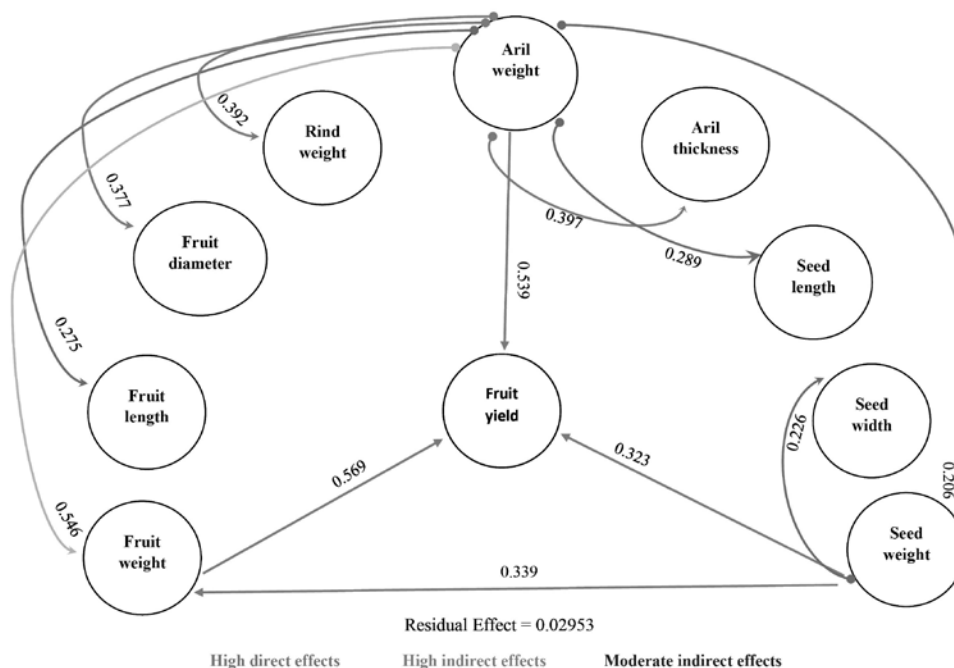 Aril
weight
0.392
Rind
weight
Aril
thickness
0.377
0.397
Fruit
diameter
0.289
Seed
length
0.539
0.275
Fruit
length
Fruit
yield
Seed
width
0.226
0.323
0.569
0.206
0.546
Fruit
weight
Seed
weight
0.339
Residual Effect = 0.02953
High direct effects High indirect effects Moderate indirect effects